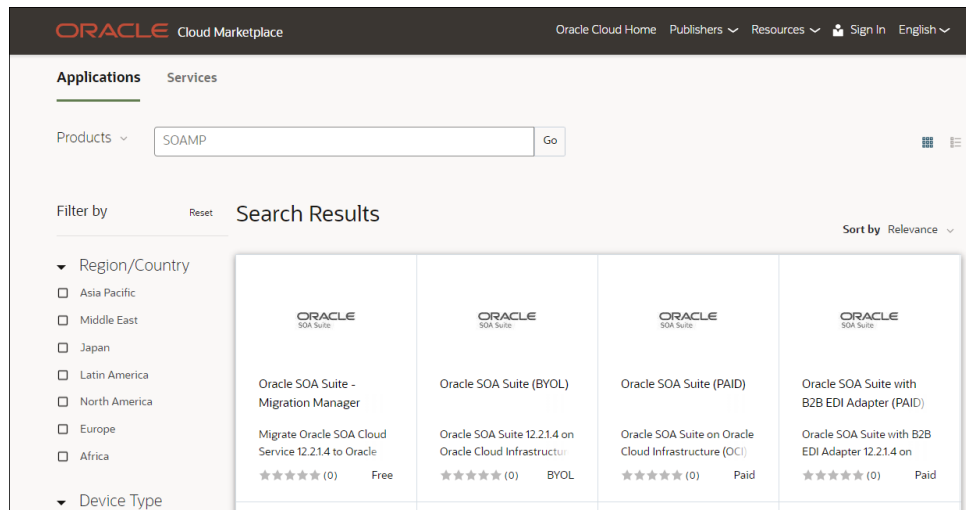 ORACLE Cloud Marketplace
Oracle Cloud Home Publishers Resources Sign In English
Applications Services
Products SOAMP Go
Filter by Reset
Search Results
Sort by Relevance
Region/Country
Asia Pacific
Middle East
Japan
Latin America
North America
Europe
Africa
Device Type
ORACLE
SOA Suite
Oracle SOA Suite -
Migration Manager
Migrate Oracle SOA Cloud
Service 12.2.1.4 to Oracle
(0) Free
ORACLE
SOA Suite
Oracle SOA Suite (BYOL)
Oracle SOA Suite 12.2.1.4 on
Oracle Cloud Infrastructur
(0) BYOL
ORACLE
SOA Suite
Oracle SOA Suite (PAID)
Oracle SOA Suite on Oracle
Cloud Infrastructure (OCI)
(0) Paid
ORACLE
SOA Suite
Oracle SOA Suite with
B2B EDI Adapter (PAID)
Oracle SOA Suite with B2B
EDI Adapter 12.2.1.4 on
(0) Paid